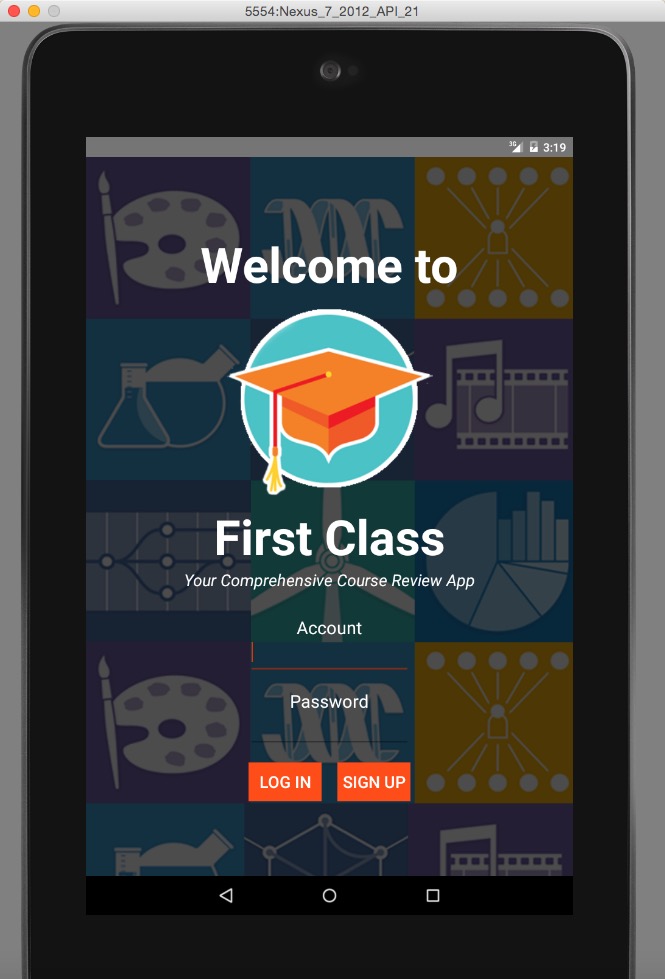 5554:Nexus_7_2012_API_21
3G 3:19
Welcome to
First Class
Your Comprehensive Course Review App
Account
Password
LOG IN SIGN UP